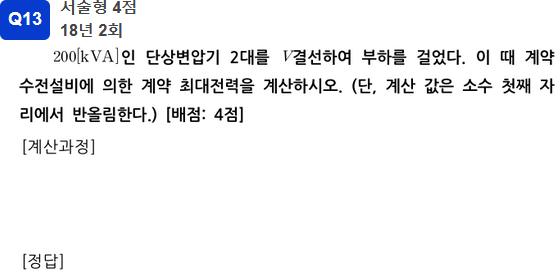 Q13
서술형 4점
18년 2회
200[kVA]인 단상변압기 2대를 V결선하여 부하를 걸었다. 이 때 계약
수전설비에 의한 계약 최대전력을 계산하시오. (단, 계산 값은 소수 첫째 자
리에서 반올림한다.) [배점: 4점]
[계산과정]
[정답]